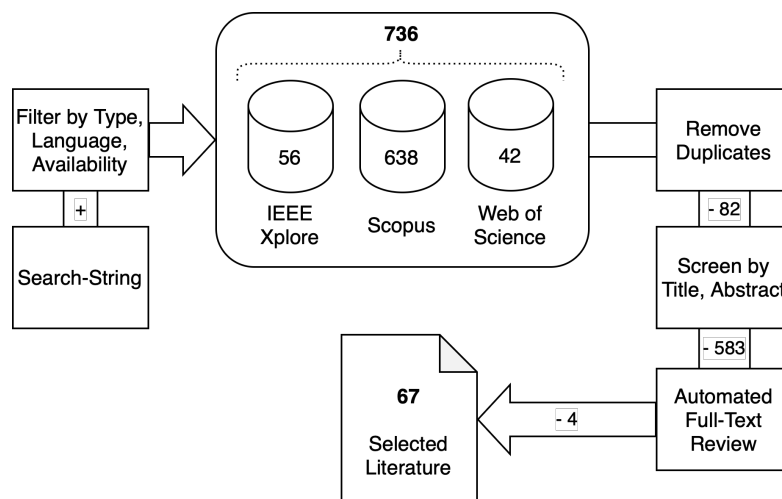 736
Filter by Type,
Language,
Availability
56
638
42
Remove
Duplicates
IEEE
Xplore
Scopus
Web of
Science
+
- 82
Search-String
Screen by
Title, Abstract
- 583
67
Selected
Literature
- 4
Automated
Full-Text
Review